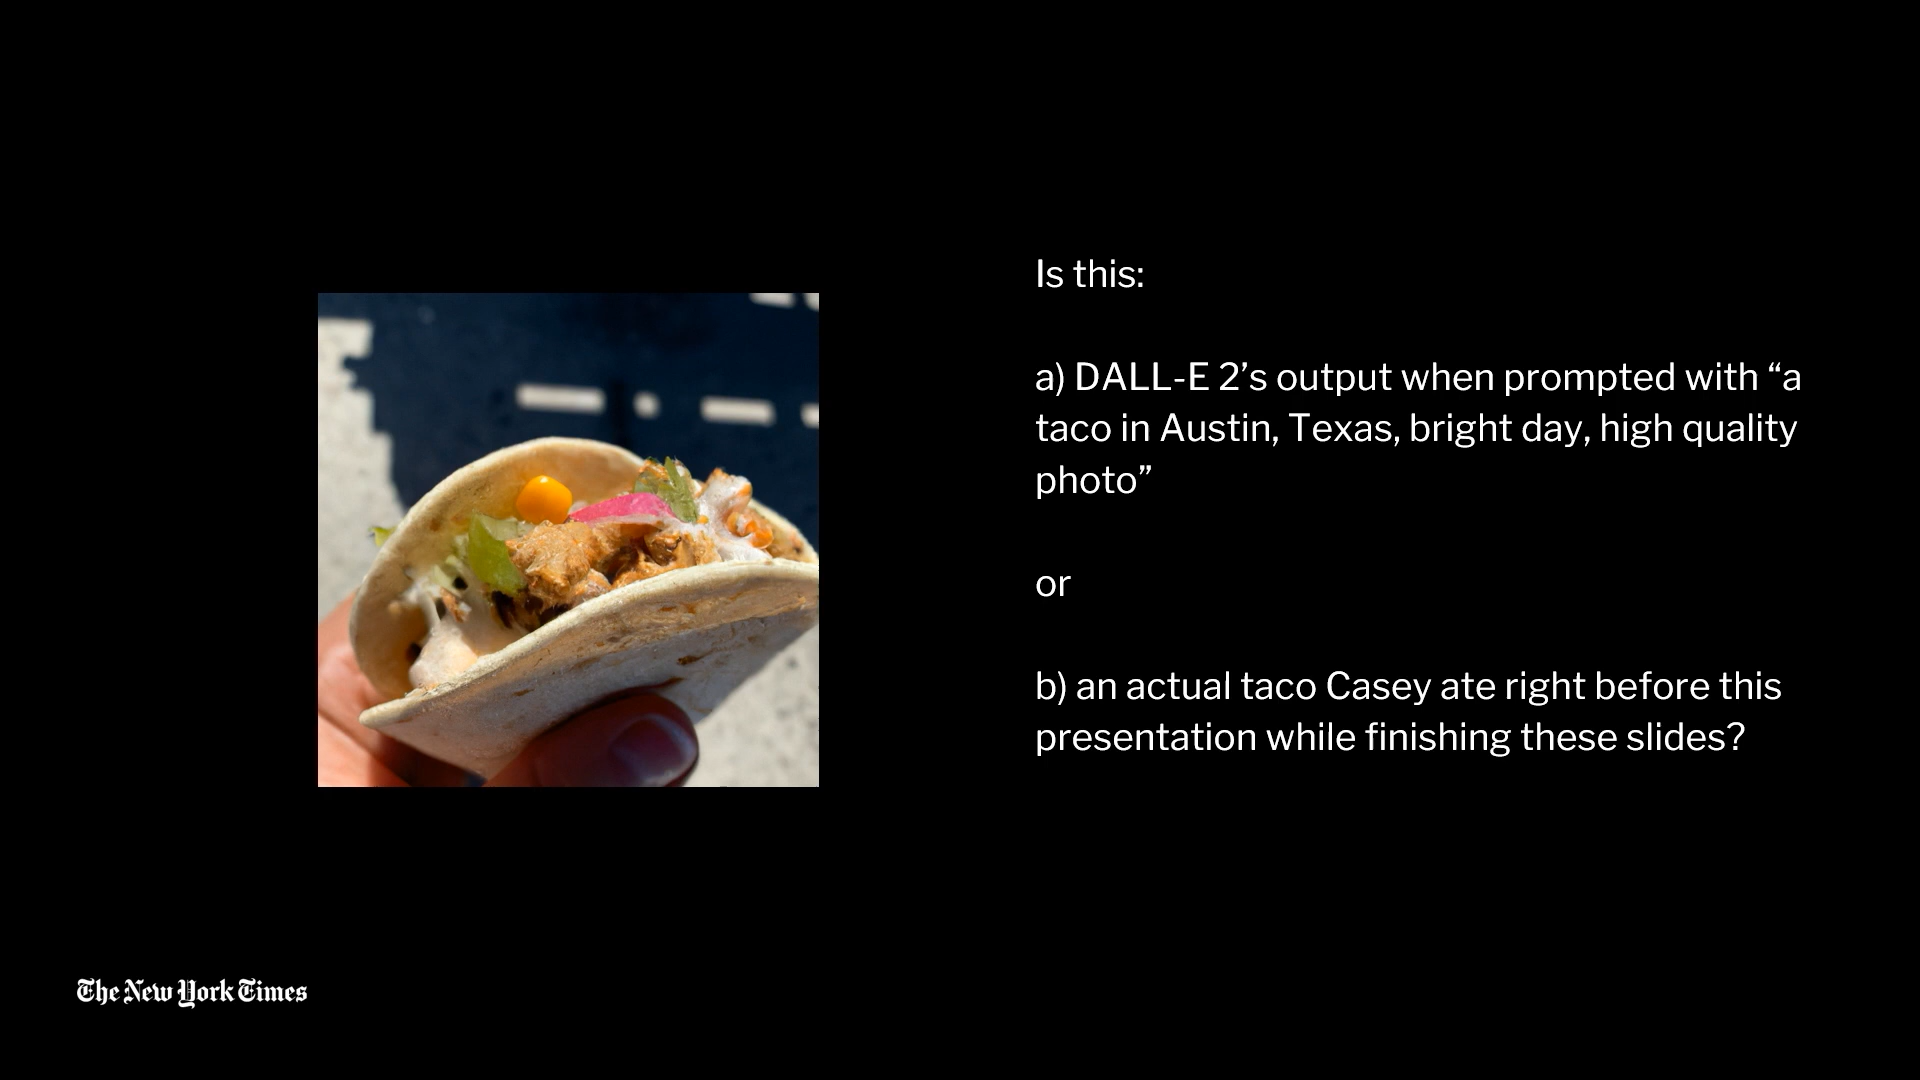 Is this:
a) DALL-E 2’s output when prompted with “a
taco in Austin, Texas, bright day, high quality
photo”
or
b) an actual taco Casey ate right before this
presentation while finishing these slides?
The New York Times